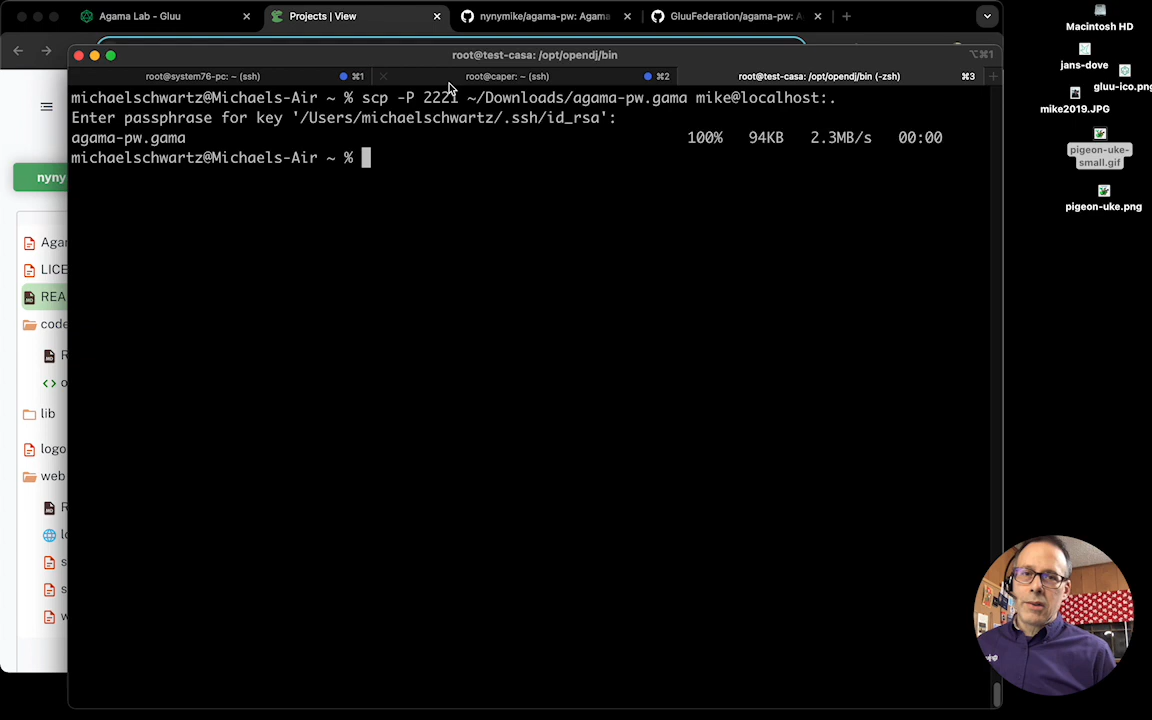 Agama Lab - Gluu
Projects | View
nynymike/agama-pw: Agama
GluuFederation/agama-pw: A
Macintosh HD
jans-dove
gluu-ico.png
mike2019.JPG
pigeon-uke-
small.gif
pigeon-uke.png
root@test-casa: /opt/opendj/bin
⌥⌘1
root@system76-pc: ~ (ssh)
⌘1
root@caper: ~ (ssh)
⌘2
root@test-casa: /opt/opendj/bin (-zsh)
⌘3
michaelschwartz@Michaels-Air ~ % scp -P 2221 ~/Downloads/agama-pw.gama mike@localhost:.
Enter passphrase for key '/Users/michaelschwartz/.ssh/id_rsa':
agama-pw.gama 100% 94KB 2.3MB/s 00:00
michaelschwartz@Michaels-Air ~ %
nyny
Agam
LICE
REA
code
R
o
lib
logo
web
R
lo
s
s
w